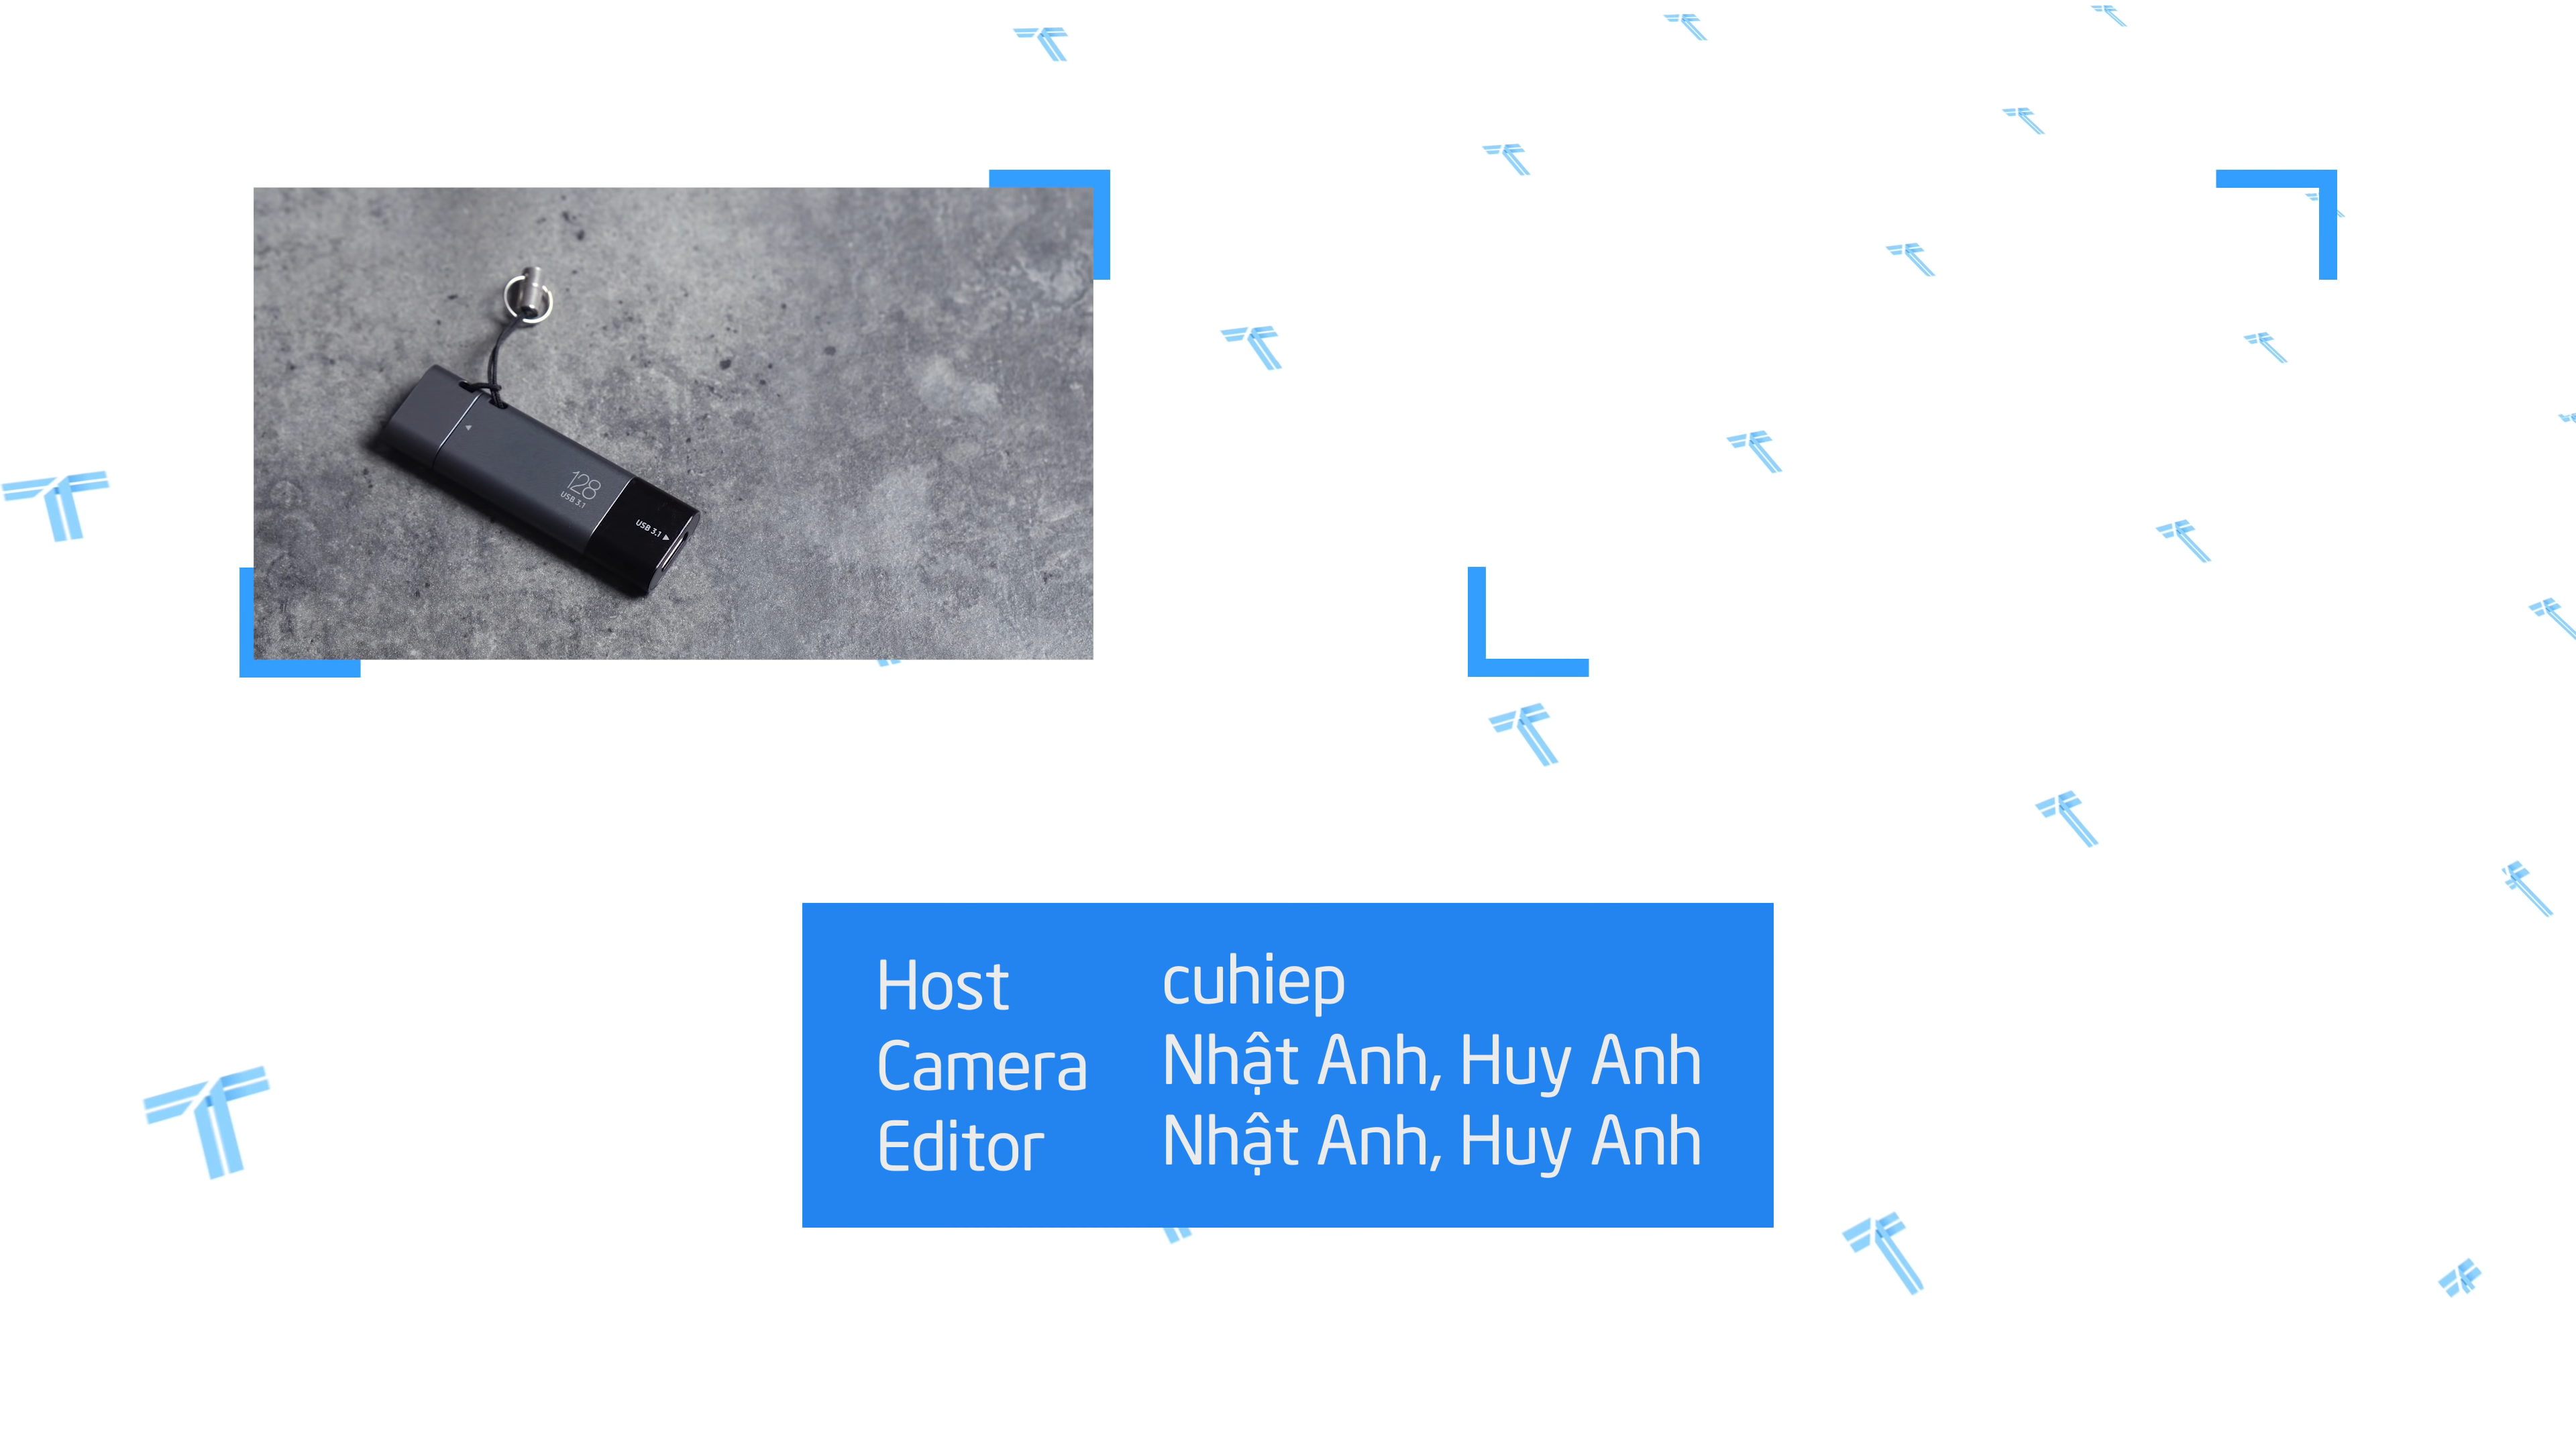 128
USB 3.1
USB 3.1
Host cuhiep
Camera Nhật Anh, Huy Anh
Editor Nhật Anh, Huy Anh